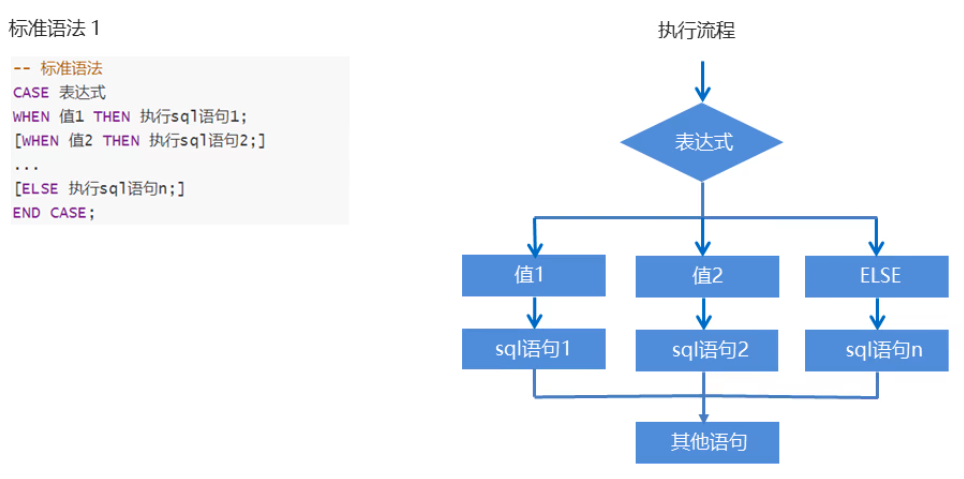 标准语法 1
-- 标准语法
CASE 表达式
WHEN 值1 THEN 执行sql语句1;
[WHEN 值2 THEN 执行sql语句2;]
...
[ELSE 执行sql语句n;]
END CASE;
执行流程
表达式
值1
值2
ELSE
sql语句1
sql语句2
sql语句n
其他语句